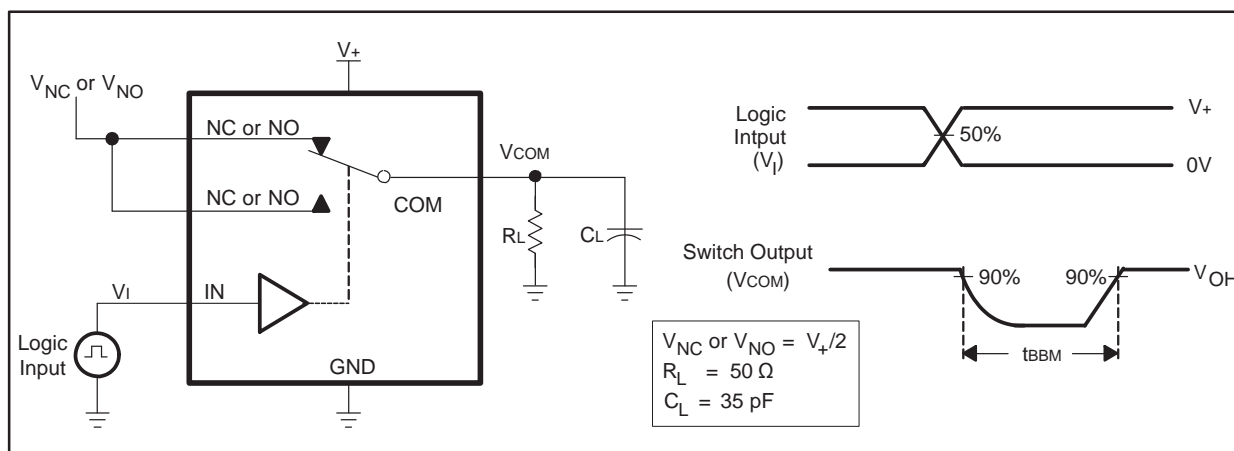 V+
VNC or VNO
NC or NO
VCOM
NC or NO
COM
RL
CL
VI
IN
Logic
Input
GND
Logic
Intput
(VI)
50%
V+
0V
Switch Output
(VCOM)
90%
90%
VOH
tBBM
VNC or VNO = V+/2
RL = 50 Ω
CL = 35 pF